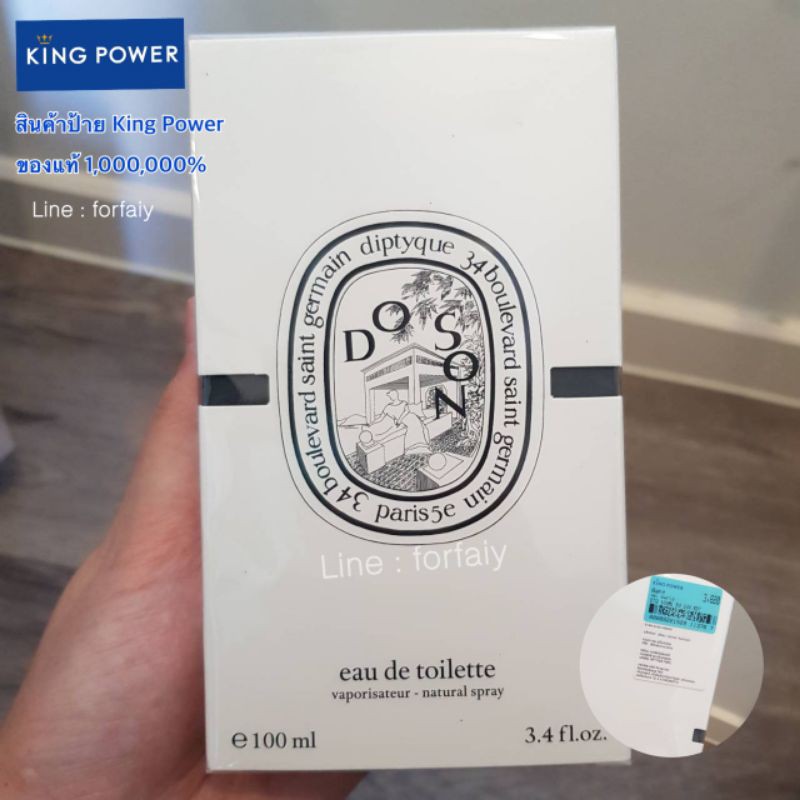 KING POWER
สินค้าป้าย King Power
ของแท้ 1,000,000%
Line : forfaiy
34 boulevard saint germain diptyque 34 boulevard saint germain paris5e
DO SON
Line : forfaiy
eau de toilette
vaporisateur - natural spray
e 100 ml
3.4 fl.oz.
KING POWER